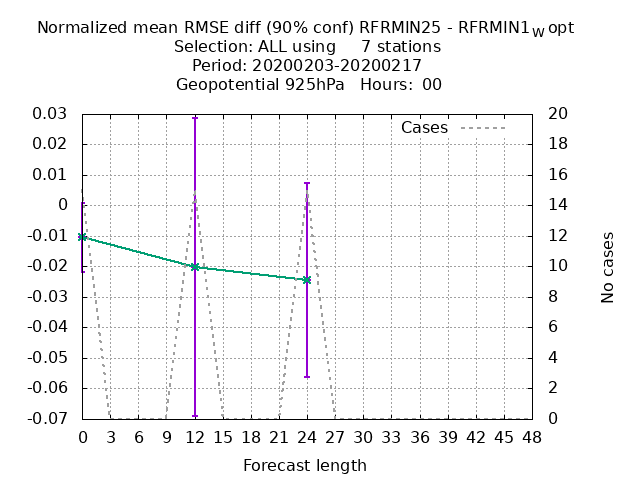 Normalized mean RMSE diff (90% conf) RFRMIN25 - RFRMIN1wopt
Selection: ALL using 7 stations
Period: 20200203-20200217
Geopotential 925hPa Hours: 00
Cases
0.03
0.02
0.01
0
-0.01
-0.02
-0.03
-0.04
-0.05
-0.06
-0.07
20
18
16
14
12
10
8
6
4
2
0
No cases
0 3 6 9 12 15 18 21 24 27 30 33 36 39 42 45 48
Forecast length